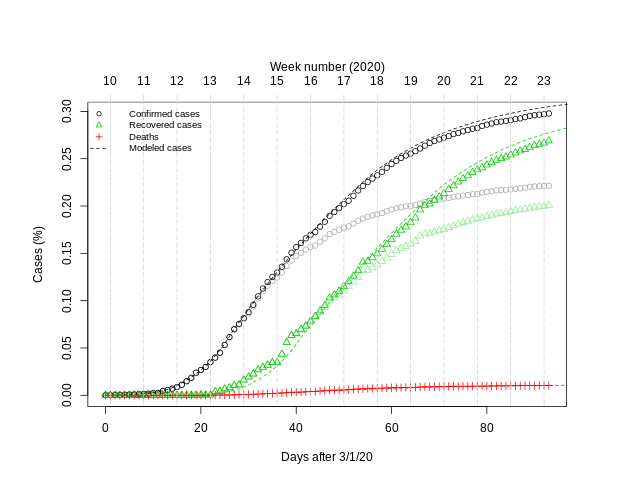 Week number (2020)
10 11 12 13 14 15 16 17 18 19 20 21 22 23
Confirmed cases
Recovered cases
Deaths
Modeled cases
Cases (%)
0.30
0.25
0.20
0.15
0.10
0.05
0.00
0 20 40 60 80
Days after 3/1/20